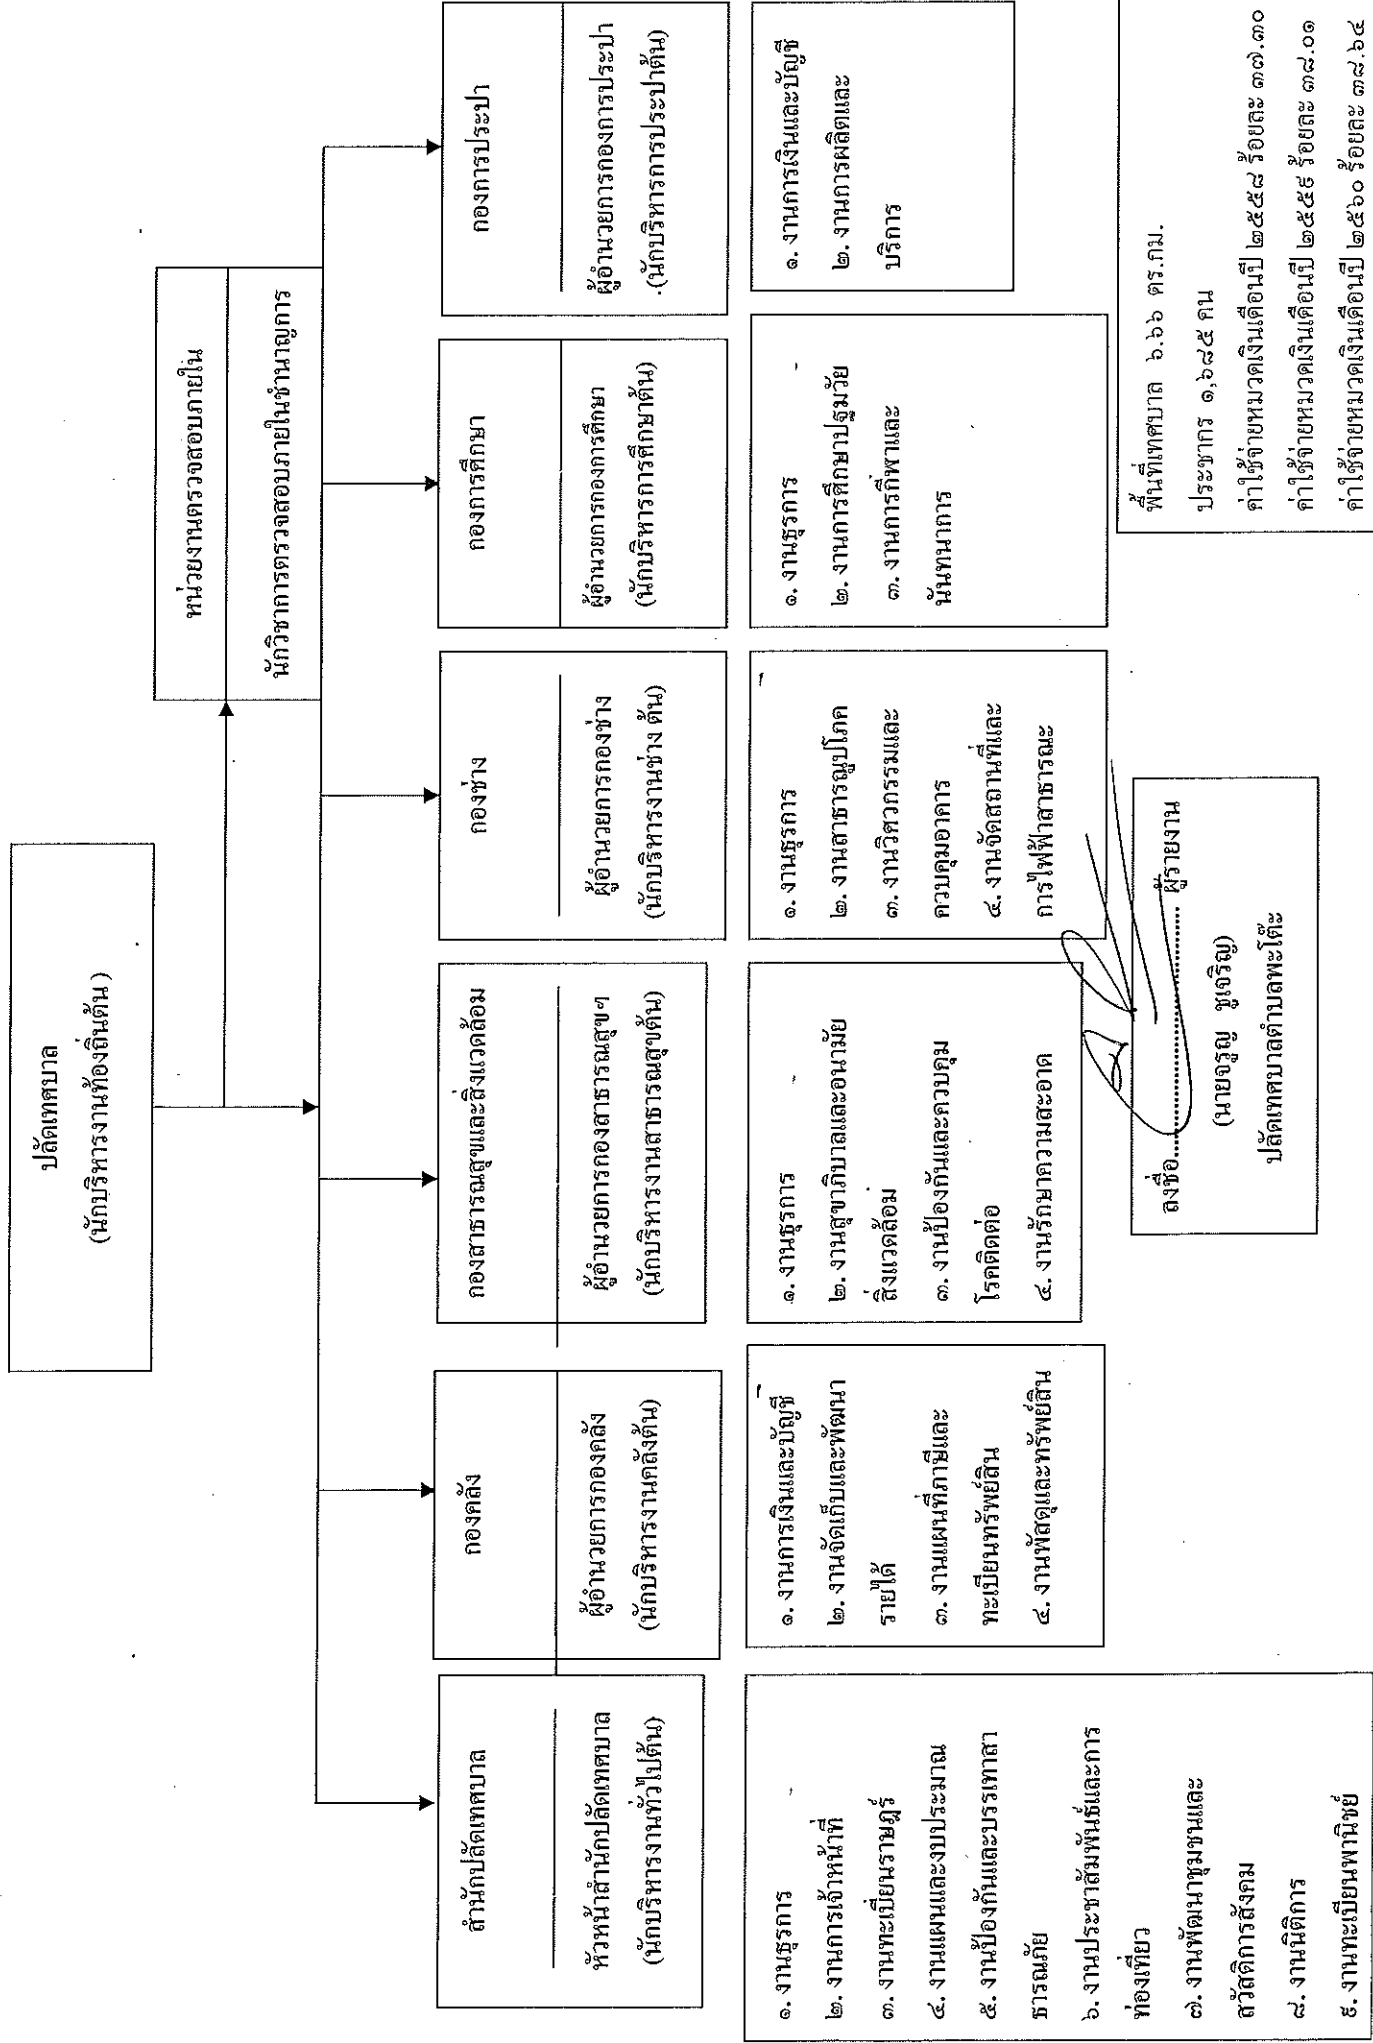 ปลัดเทศบาล
(นักบริหารงานท้องถิ่นต้น )
หน่วยงานตรวจสอบภายใน
นักวิชาการตรวจสอบภายในชำนาญการ
สำนักปลัดเทศบาล
หัวหน้าสำนักปลัดเทศบาล
(นักบริหารงานทั่วไปต้น)
กองคลัง
ผู้อำนวยการกองคลัง
(นักบริหารงานคลังต้น)
กองสาธารณสุขและสิ่งแวดล้อม
ผู้อำนวยการกองสาธารณสุขฯ
(นักบริหารงานสาธารณสุขต้น)
กองช่าง
ผู้อำนวยการกองช่าง
(นักบริหารงานช่าง ต้น)
กองการศึกษา
ผู้อำนวยการกองการศึกษา
(นักบริหารการศึกษาต้น)
กองการประปา
ผู้อำนวยการกองการประปา
(นักบริหารการประปาต้น)
๑. งานธุรการ
๒. งานการเจ้าหน้าที่
๓. งานทะเบียนราษฎร์
๔. งานแผนและงบประมาณ
๕. งานป้องกันและบรรเทาสา
ธารณภัย
๖. งานประชาสัมพันธ์และการ
ท่องเที่ยว
๗. งานพัฒนาชุมชนและ
สวัสดิการสังคม
๘. งานนิติการ
๙. งานทะเบียนพานิชย์
๑. งานการเงินและบัญชี
๒. งานจัดเก็บและพัฒนา
รายได้
๓. งานแผนที่ภาษีและ
ทะเบียนทรัพย์สิน
๔. งานพัสดุและทรัพย์สิน
๑. งานธุรการ
๒. งานสุขาภิบาลและอนามัย
สิ่งแวดล้อม
๓. งานป้องกันและควบคุม
โรคติดต่อ
๔. งานรักษาความสะอาด
๑. งานธุรการ
๒. งานสาธารณูปโภค
๓. งานวิศวกรรมและ
ควบคุมอาคาร
๔. งานจัดสถานที่และ
การไฟฟ้าสาธารณะ
๑. งานธุรการ
๒. งานการศึกษาปฐมวัย
๓. งานการกีฬาและ
นันทนาการ
๑. งานการเงินและบัญชี
๒. งานการผลิตและ
บริการ
ลงชื่อ........................ ผู้รายงาน
(นายจรูญ ชูเจริญ)
ปลัดเทศบาลตำบลพะโต๊ะ
พื้นที่เทศบาล ๖.๖๖ ตร.กม.
ประชากร ๑,๖๘๕ คน
ค่าใช้จ่ายหมวดเงินเดือนปี ๒๕๕๘ ร้อยละ ๓๗.๓๐
ค่าใช้จ่ายหมวดเงินเดือนปี ๒๕๕๙ ร้อยละ ๓๘.๐๑
ค่าใช้จ่ายหมวดเงินเดือนปี ๒๕๖๐ ร้อยละ ๓๘.๖๔